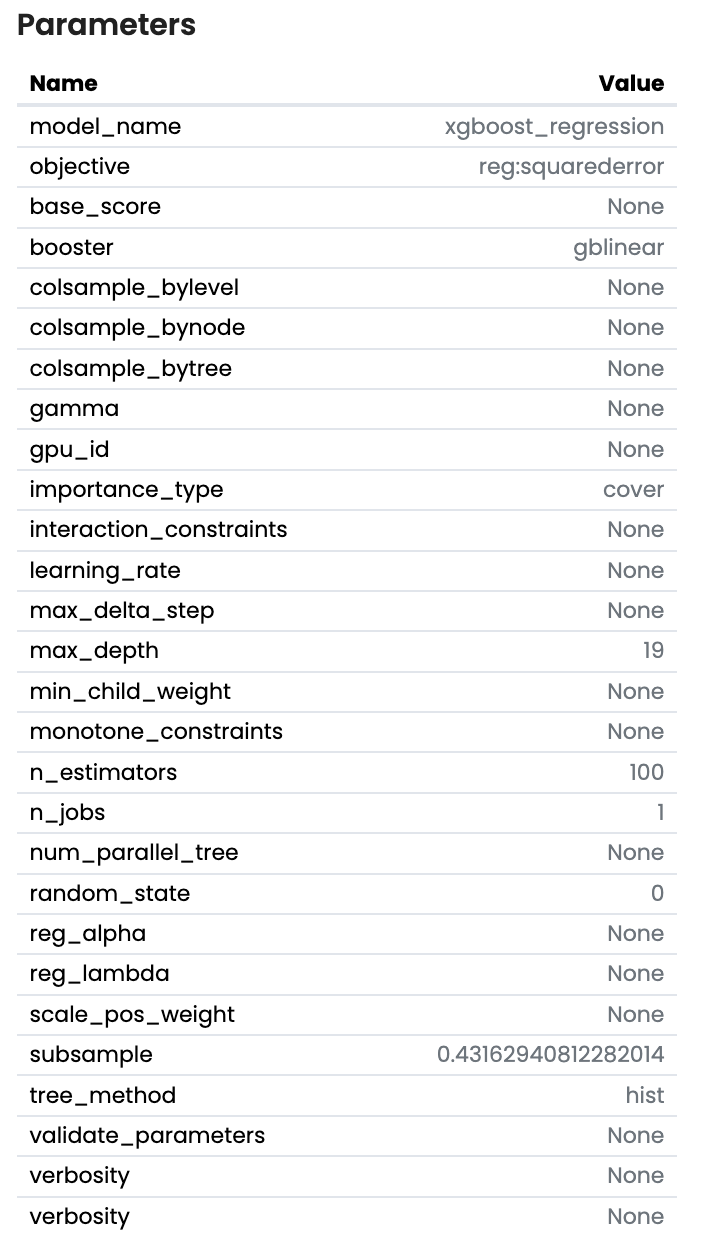 Parameters
Name Value
model_name xgboost_regression
objective reg:squarederror
base_score None
booster gblinear
colsample_bylevel None
colsample_bynode None
colsample_bytree None
gamma None
gpu_id None
importance_type cover
interaction_constraints None
learning_rate None
max_delta_step None
max_depth 19
min_child_weight None
monotone_constraints None
n_estimators 100
n_jobs 1
num_parallel_tree None
random_state 0
reg_alpha None
reg_lambda None
scale_pos_weight None
subsample 0.43162940812282014
tree_method hist
validate_parameters None
verbosity None
verbosity None